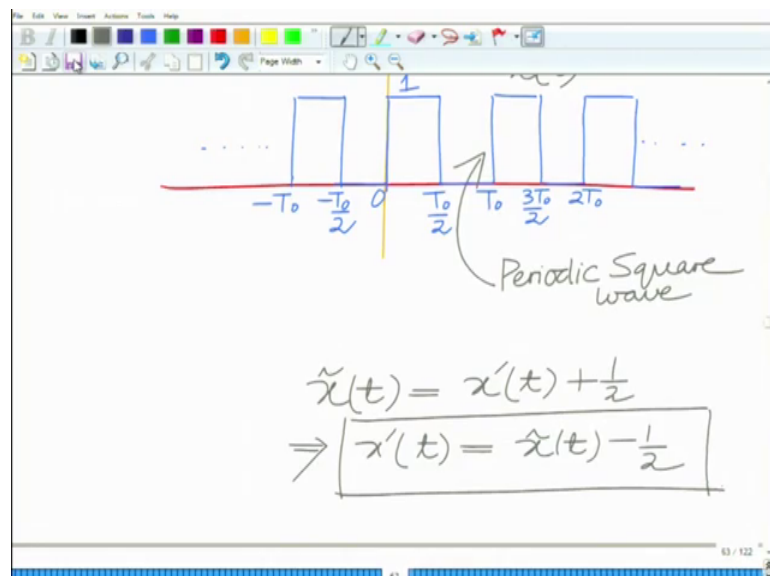 File Edit View Insert Actions Tools Help
B I Page Width
1
-T₀ -T₀/2 0 T₀/2 T₀ 3T₀/2 2T₀
Periodic Square
wave
x̃(t) = x′(t) + 1/2
⇒ x′(t) = x̃(t) − 1/2
63 / 122